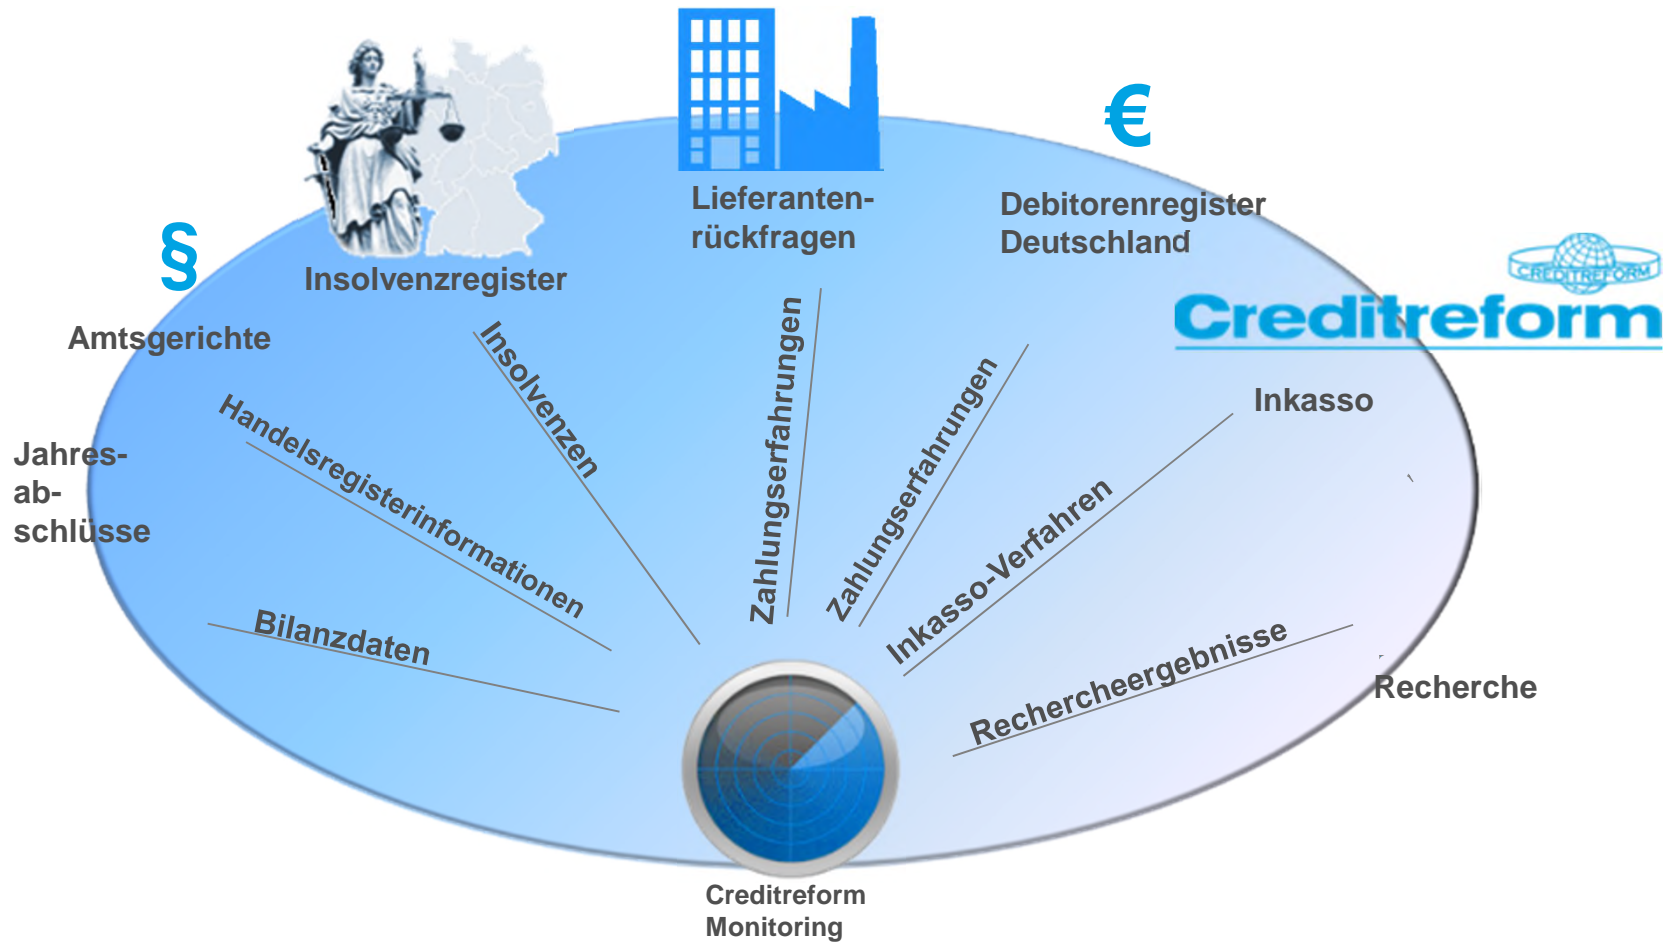 €
Lieferanten-
rückfragen
Debitorenregister
Deutschland
§
Insolvenzregister
CREDITREFORM
Creditreform
Amtsgerichte
Inkasso
Jahres-
ab-
schlüsse
Handelsregisterinformationen
Insolvenzen
Zahlungserfahrungen
Zahlungserfahrungen
Inkasso-Verfahren
Bilanzdaten
Rechercheergebnisse
Recherche
Creditreform
Monitoring